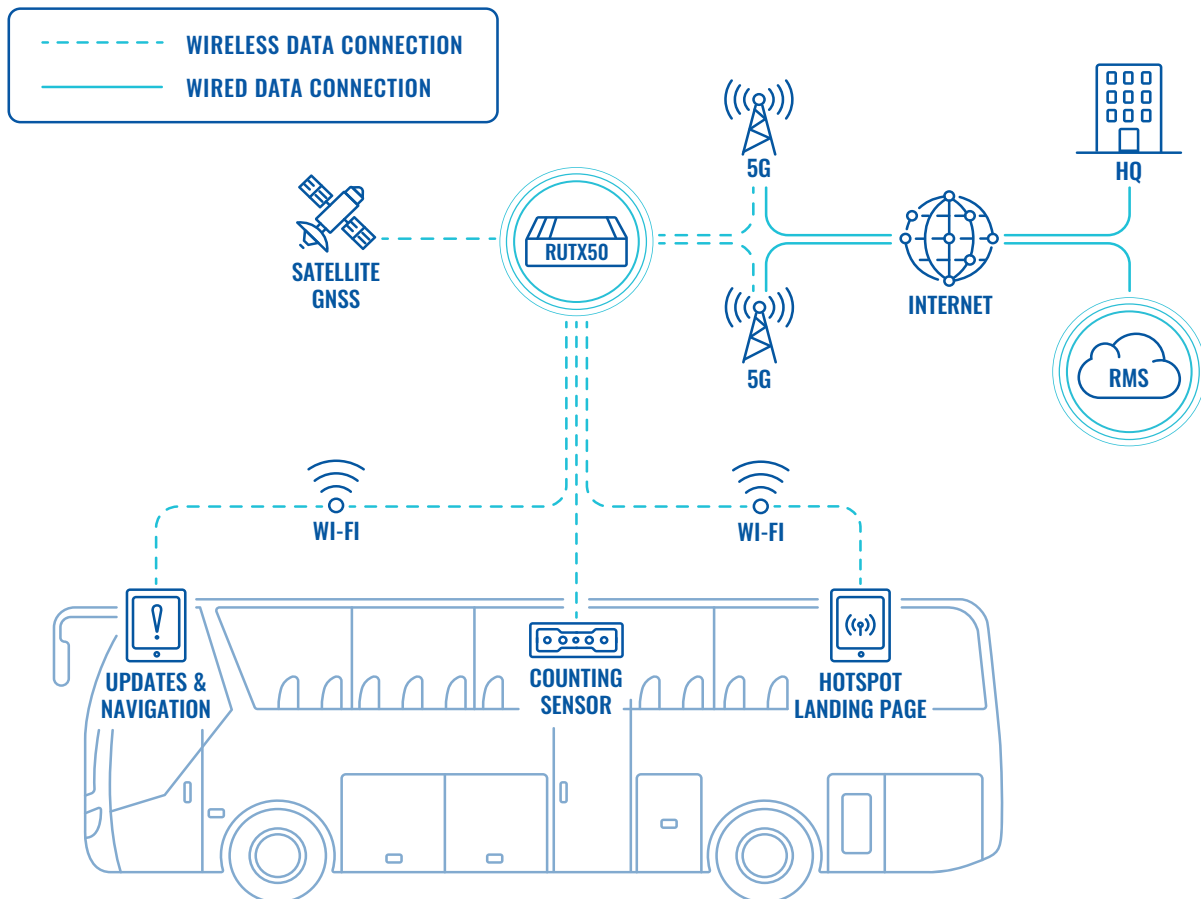 WIRELESS DATA CONNECTION
WIRED DATA CONNECTION
5G
HQ
RUTX50
SATELLITE
GNSS
INTERNET
5G
RMS
WI-FI
WI-FI
UPDATES &
NAVIGATION
COUNTING
SENSOR
HOTSPOT
LANDING PAGE